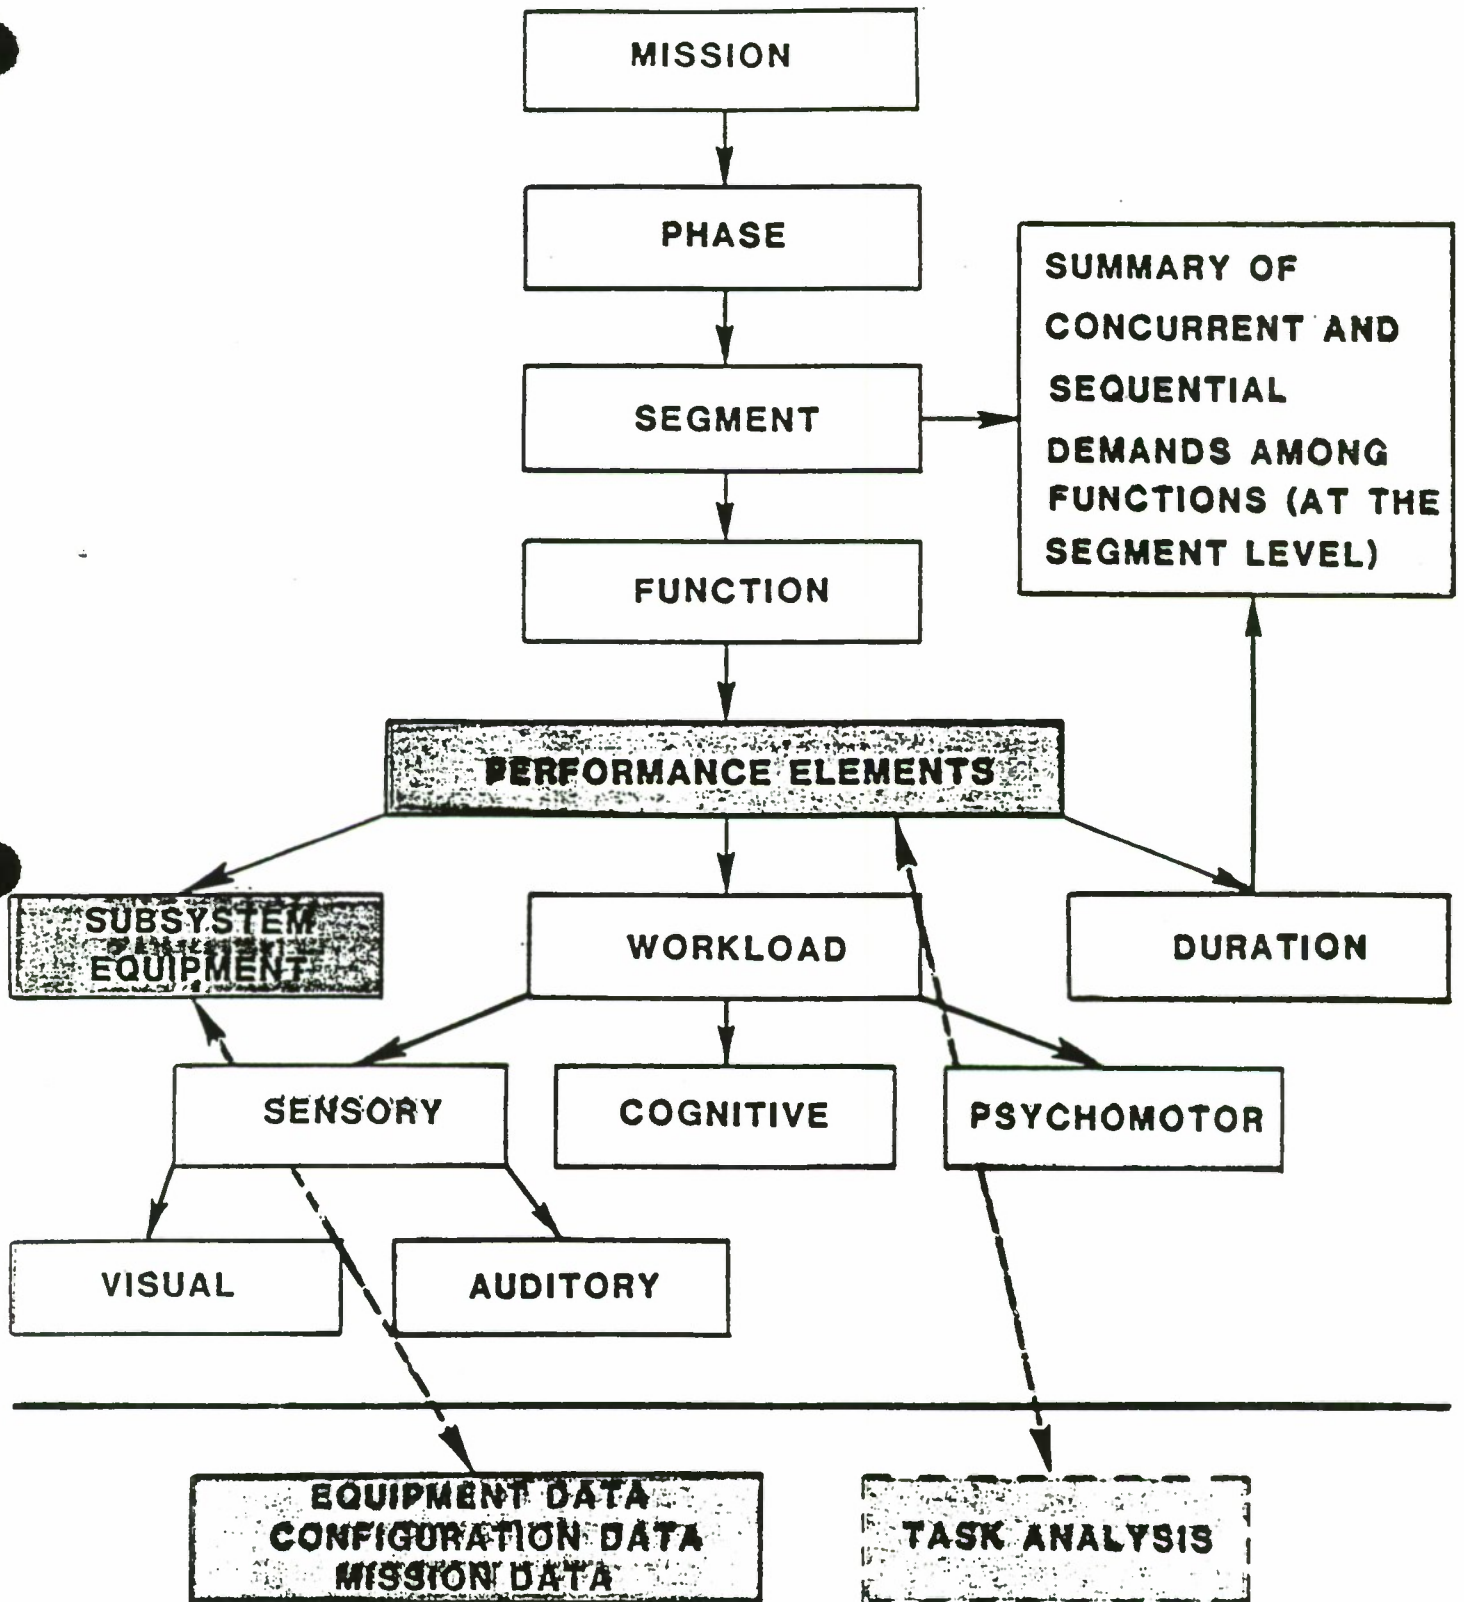 MISSION
PHASE
SUMMARY OF
CONCURRENT AND
SEQUENTIAL
DEMANDS AMONG
FUNCTIONS (AT THE
SEGMENT LEVEL)
SEGMENT
FUNCTION
PERFORMANCE ELEMENTS
SUBSYSTEM
EQUIPMENT
WORKLOAD
DURATION
SENSORY
COGNITIVE
PSYCHOMOTOR
VISUAL
AUDITORY
EQUIPMENT DATA
CONFIGURATION DATA
MISSION DATA
TASK ANALYSIS